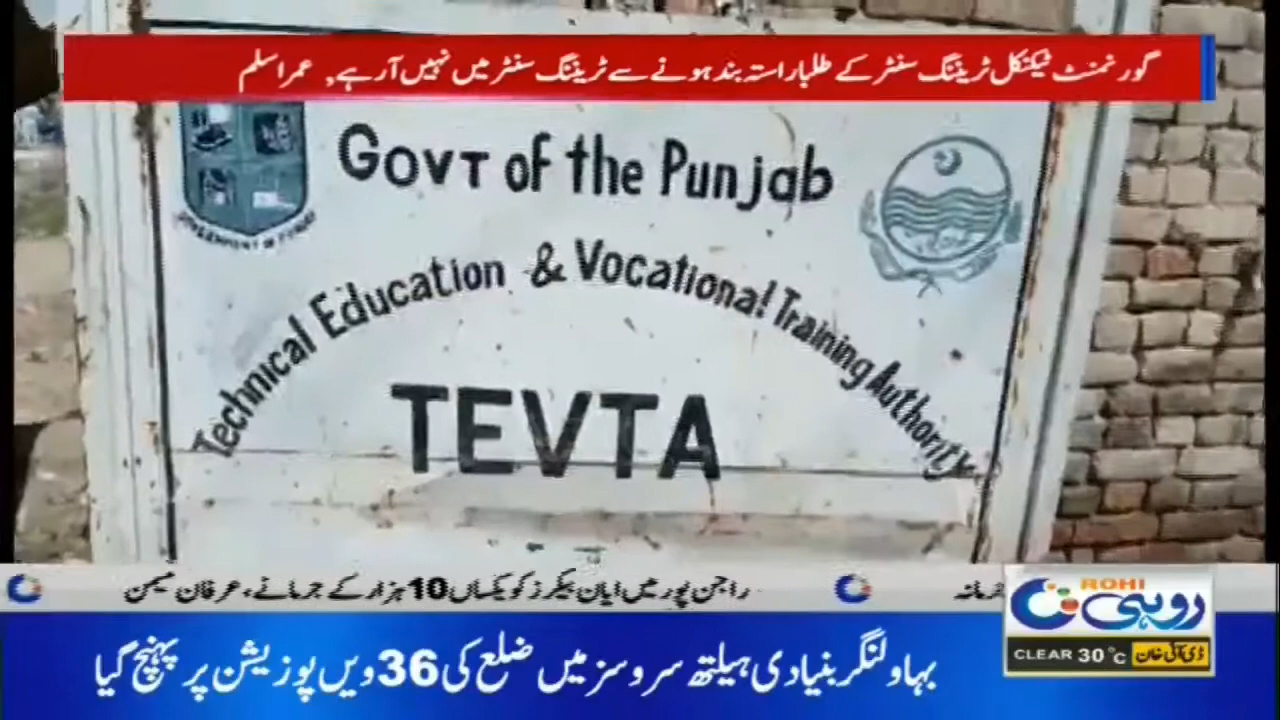 گورنمنٹ ٹیکنکل ٹریننگ سنٹر کے طلبا راستہ بند ہونے سے ٹریننگ سنٹر میں نہیں آ رہے, عمر اسلم
Govt of the Punjab
Technical Education & Vocational Training Authority
TEVTA
راجن پور میں ایان بیکرز کو یکساں 10 ہزار کے جرمانے، عرفان میمن
ROHI
روہی
CLEAR 30°c ڈی آئی خان
بہاولنگر بنیادی ہیلتھ سروسز میں ضلع کی 36 ویں پوزیشن پر پہنچ گیا